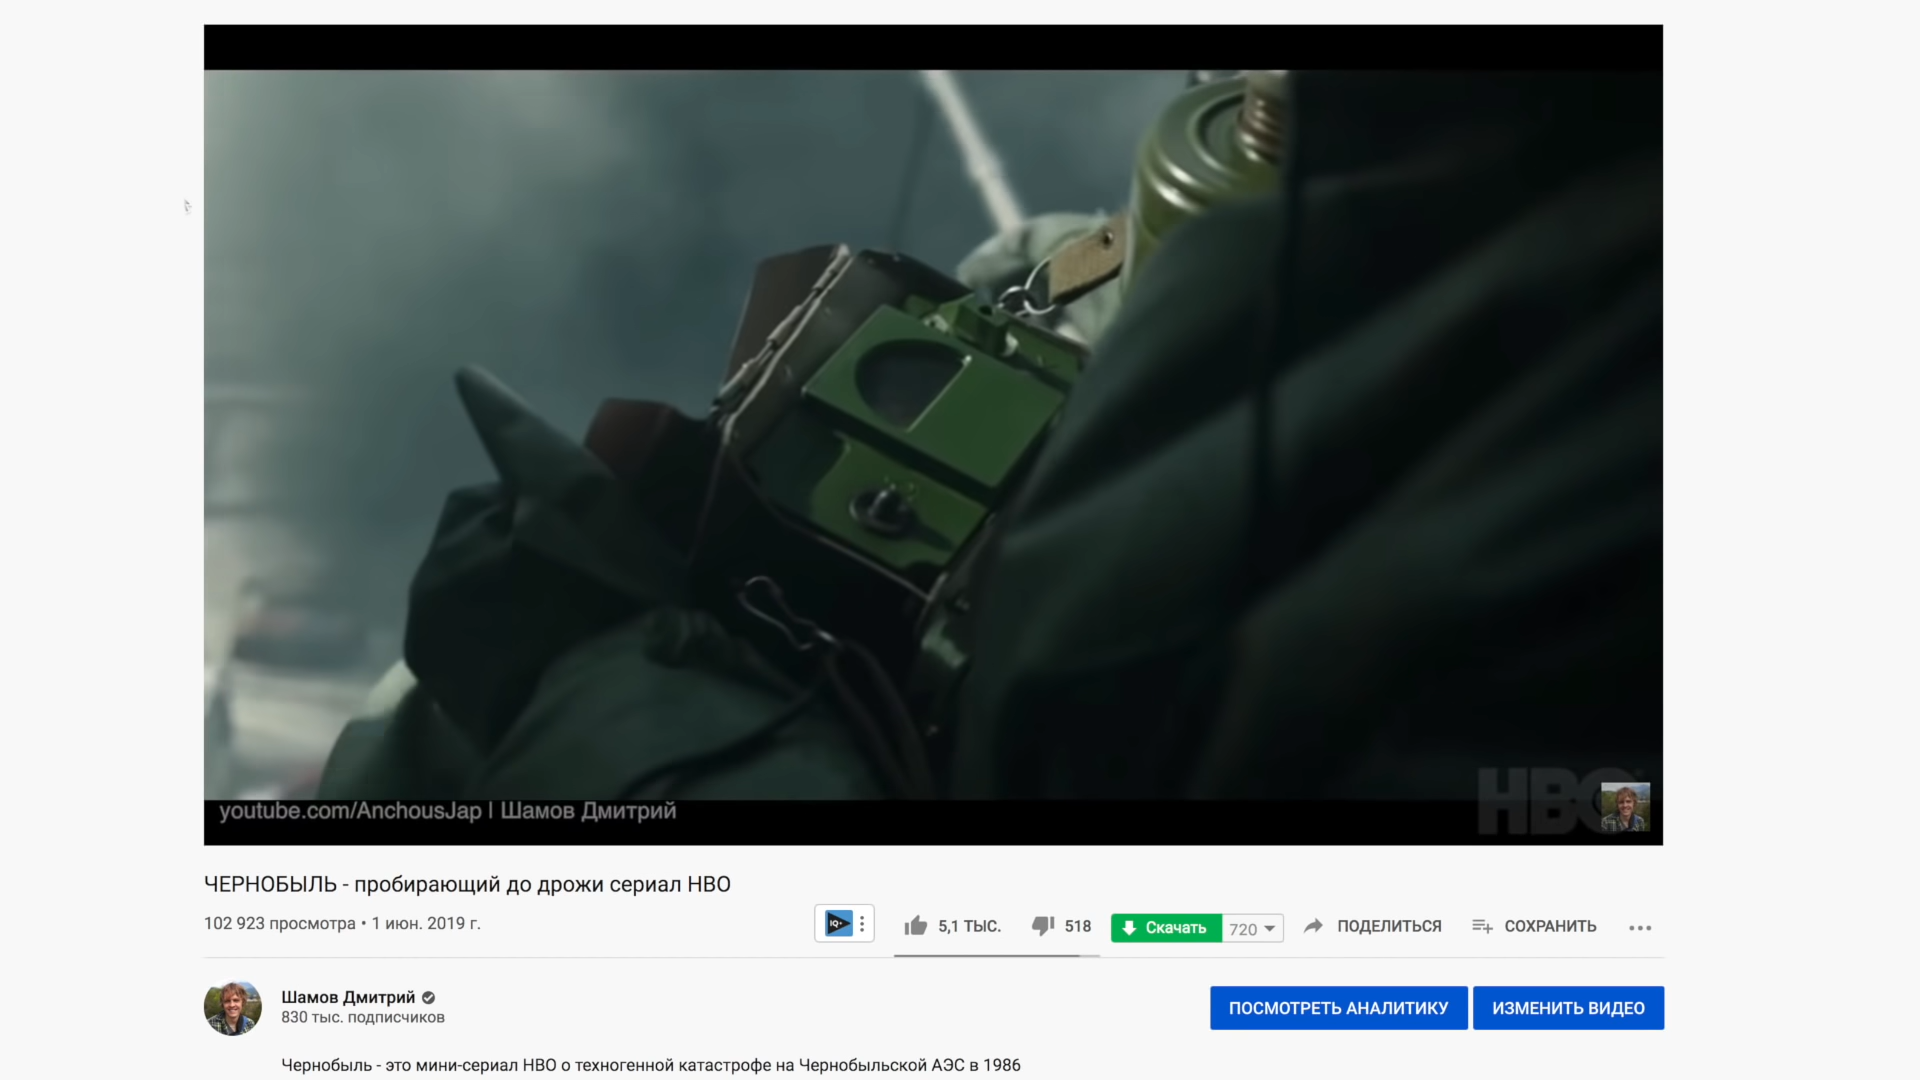 youtube.com/AnchousJap | Шамов Дмитрий
HBO
ЧЕРНОБЫЛЬ - пробирающий до дрожи сериал HBO
102 923 просмотра • 1 июн. 2019 г.
IQ+
5,1 ТЫС.
518
Скачать
720
ПОДЕЛИТЬСЯ
СОХРАНИТЬ
Шамов Дмитрий
830 тыс. подписчиков
ПОСМОТРЕТЬ АНАЛИТИКУ
ИЗМЕНИТЬ ВИДЕО
Чернобыль - это мини-сериал HBO о техногенной катастрофе на Чернобыльской АЭС в 1986